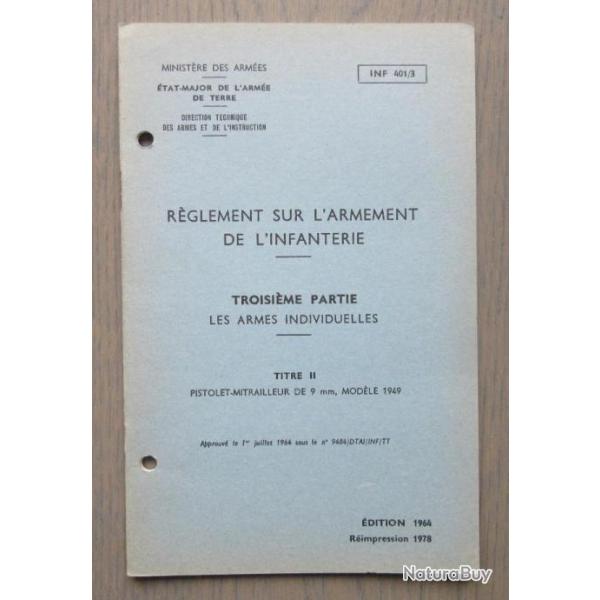 MINISTÈRE DES ARMÉES
ÉTAT-MAJOR DE L'ARMÉE
DE TERRE
DIRECTION TECHNIQUE
DES ARMES ET DE L'INSTRUCTION
INF 401/3
RÈGLEMENT SUR L'ARMEMENT
DE L'INFANTERIE
TROISIÈME PARTIE
LES ARMES INDIVIDUELLES
TITRE II
PISTOLET-MITRAILLEUR DE 9 mm, MODÈLE 1949
Approuvé le 1er juillet 1964 sous le n° 9484/DTAI/INF/TT
ÉDITION 1964
Réimpression 1978
NaturaBuy